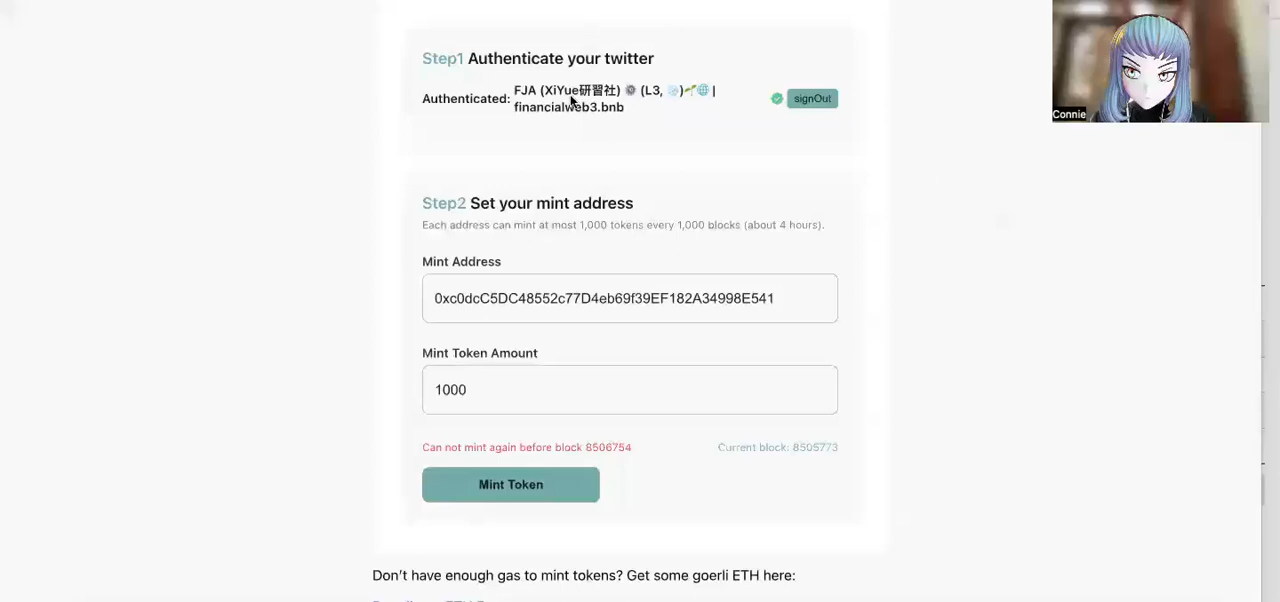 Step1 Authenticate your twitter
Authenticated: FJA (XiYue研習社) (L3, 🌱🌐 |
financialweb3.bnb
signOut
Connie
Step2 Set your mint address
Each address can mint at most 1,000 tokens every 1,000 blocks (about 4 hours).
Mint Address
0xc0dcC5DC48552c77D4eb69f39EF182A34998E541
Mint Token Amount
1000
Can not mint again before block 8506754
Current block: 8505773
Mint Token
Don't have enough gas to mint tokens? Get some goerli ETH here: